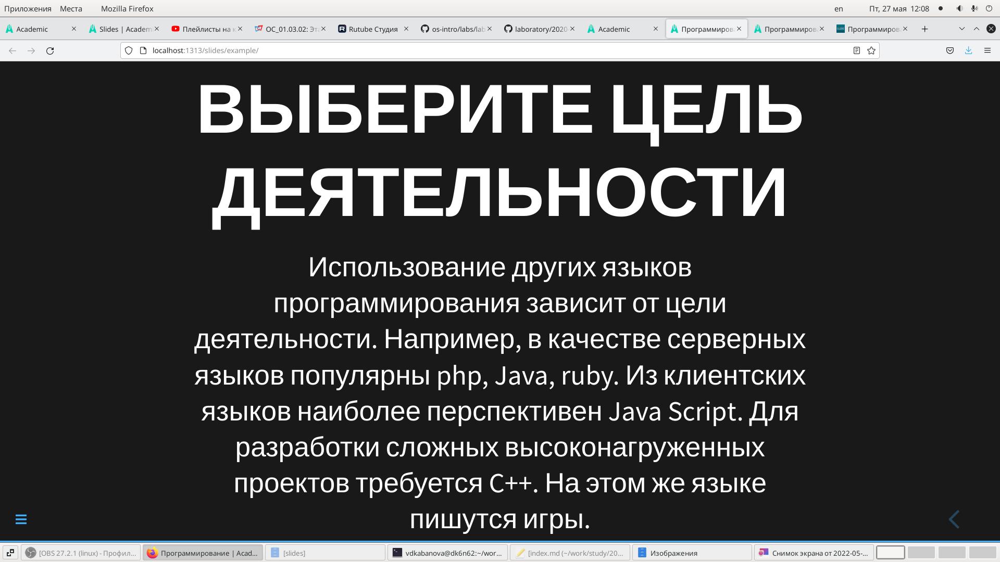 Приложения Места Mozilla Firefox en Пт, 27 мая 12:08
Academic Slides | Academ Плейлисты на к ОС_01.03.02: Эта Rutube Студия os-intro/labs/lab laboratory/2020- Academic Программирова Программирова Программирова
localhost:1313/slides/example/
ВЫБЕРИТЕ ЦЕЛЬ
ДЕЯТЕЛЬНОСТИ
Использование других языков
программирования зависит от цели
деятельности. Например, в качестве серверных
языков популярны php, Java, ruby. Из клиентских
языков наиболее перспективен Java Script. Для
разработки сложных высоконагруженных
проектов требуется C++. На этом же языке
пишутся игры.
[OBS 27.2.1 (linux) - Профил... Программирование | Acad... [slides] vdkabanova@dk6n62:~/wor... [index.md (~/work/study/20... Изображения Снимок экрана от 2022-05-...